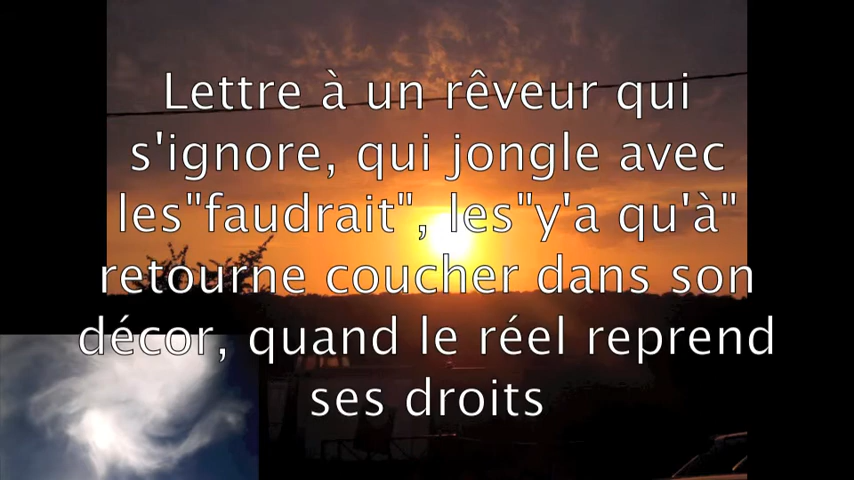 Lettre à un rêveur qui
s'ignore, qui jongle avec
les"faudrait", les"y'a qu'à"
retourne coucher dans son
décor, quand le réel reprend
ses droits